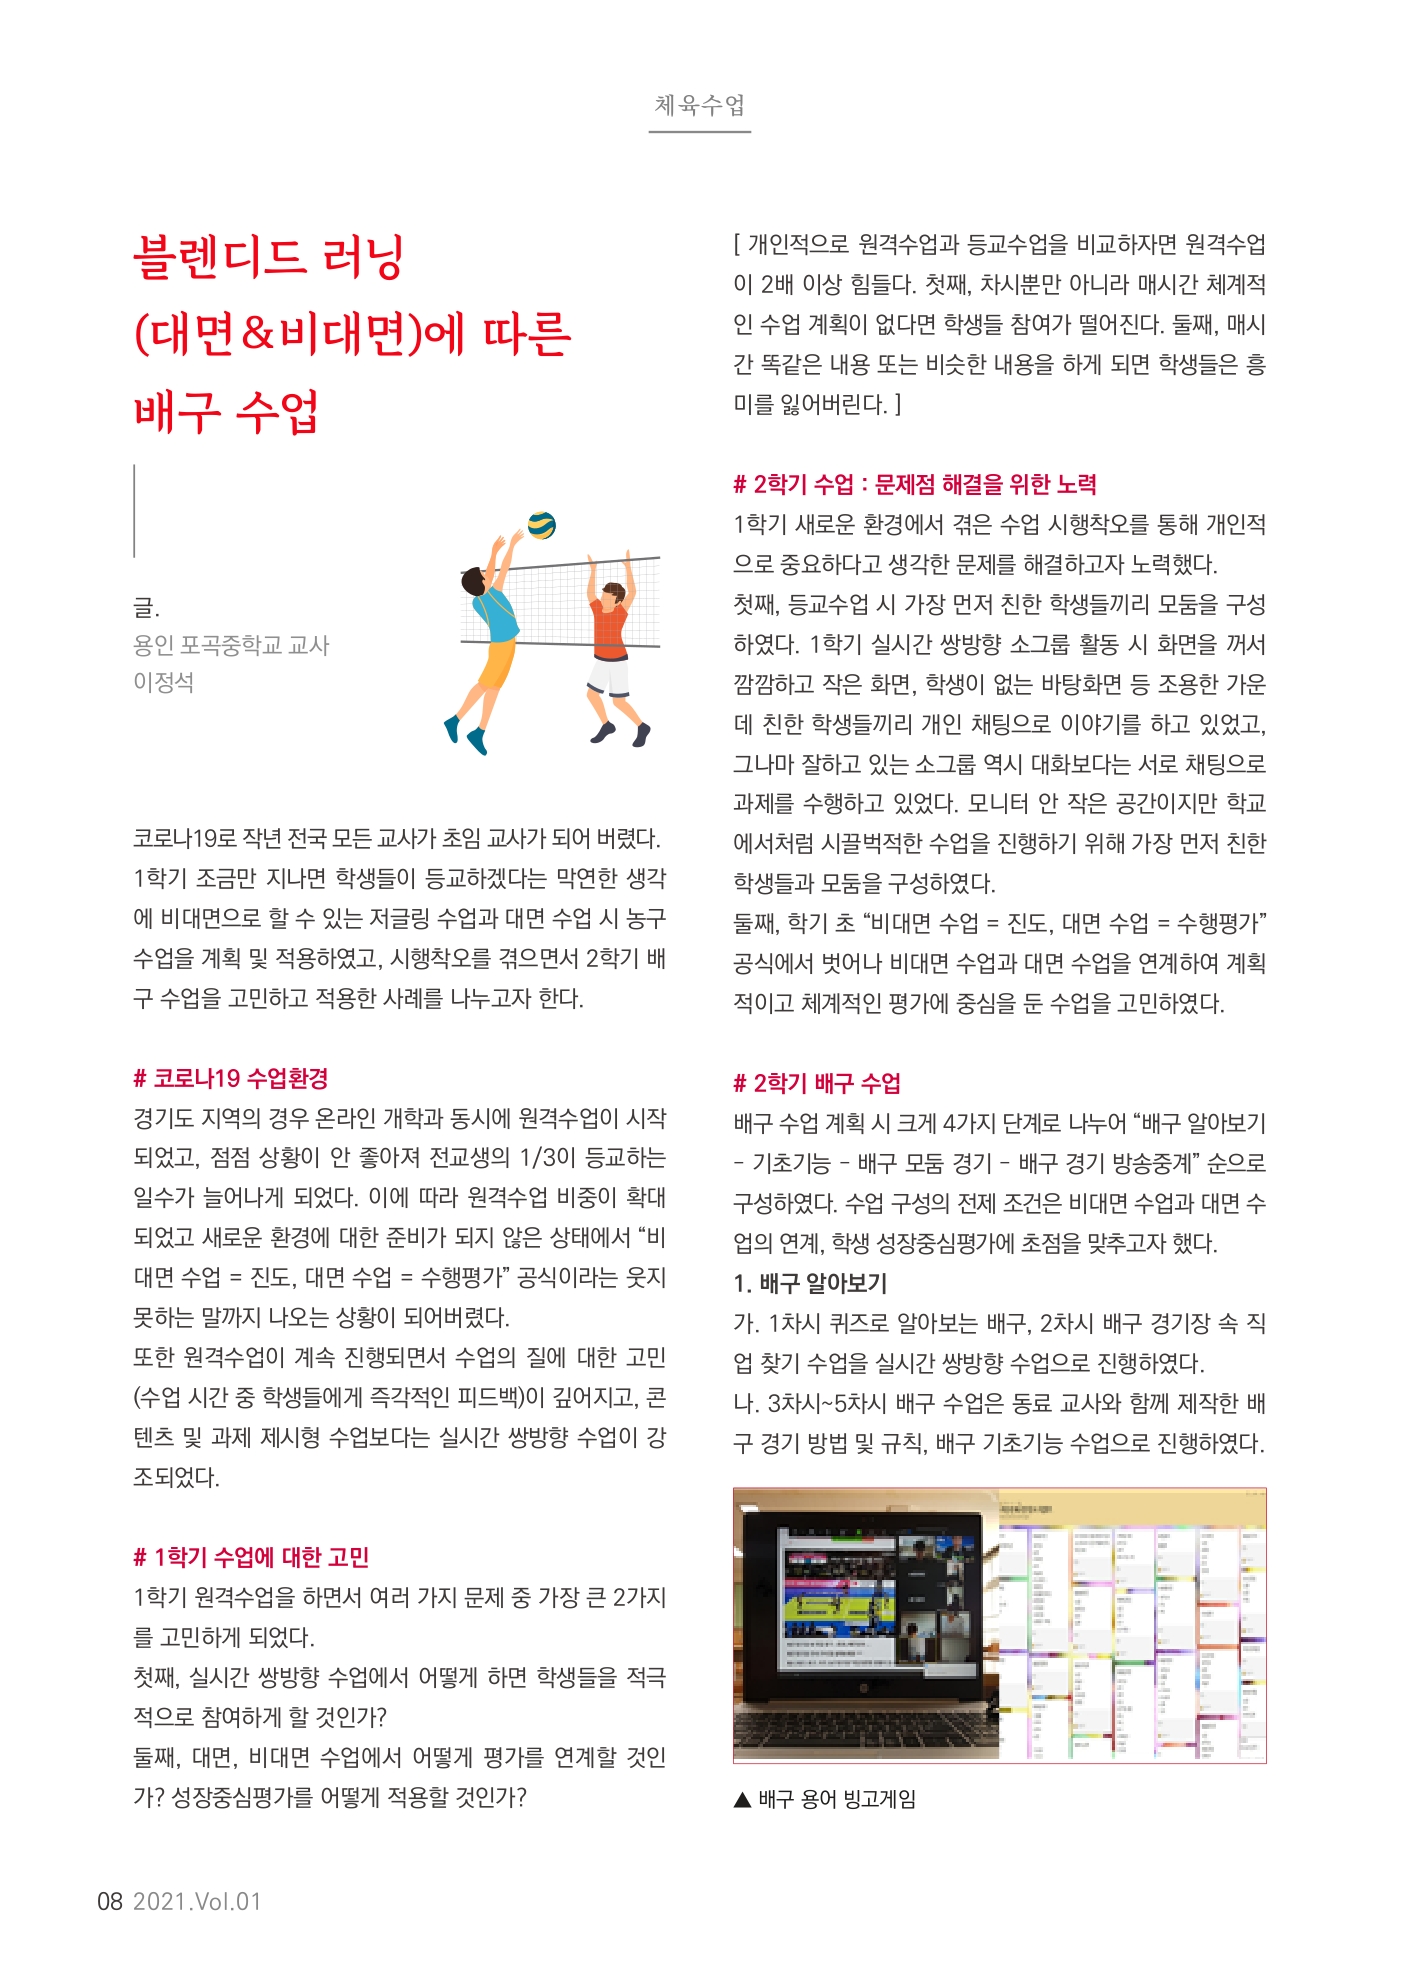 체육수업
블렌디드 러닝
(대면&비대면)에 따른
배구 수업
글.
용인 포곡중학교 교사
이정석
코로나19로 작년 전국 모든 교사가 초임 교사가 되어 버렸다.
1학기 조금만 지나면 학생들이 등교하겠다는 막연한 생각
에 비대면으로 할 수 있는 저글링 수업과 대면 수업 시 농구
수업을 계획 및 적용하였고, 시행착오를 겪으면서 2학기 배
구 수업을 고민하고 적용한 사례를 나누고자 한다.
# 코로나19 수업환경
경기도 지역의 경우 온라인 개학과 동시에 원격수업이 시작
되었고, 점점 상황이 안 좋아져 전교생의 1/3이 등교하는
일수가 늘어나게 되었다. 이에 따라 원격수업 비중이 확대
되었고 새로운 환경에 대한 준비가 되지 않은 상태에서 “비
대면 수업 = 진도, 대면 수업 = 수행평가” 공식이라는 웃지
못하는 말까지 나오는 상황이 되어버렸다.
또한 원격수업이 계속 진행되면서 수업의 질에 대한 고민
(수업 시간 중 학생들에게 즉각적인 피드백)이 깊어지고, 콘
텐츠 및 과제 제시형 수업보다는 실시간 쌍방향 수업이 강
조되었다.
# 1학기 수업에 대한 고민
1학기 원격수업을 하면서 여러 가지 문제 중 가장 큰 2가지
를 고민하게 되었다.
첫째, 실시간 쌍방향 수업에서 어떻게 하면 학생들을 적극
적으로 참여하게 할 것인가?
둘째, 대면, 비대면 수업에서 어떻게 평가를 연계할 것인
가? 성장중심평가를 어떻게 적용할 것인가?
[ 개인적으로 원격수업과 등교수업을 비교하자면 원격수업
이 2배 이상 힘들다. 첫째, 차시뿐만 아니라 매시간 체계적
인 수업 계획이 없다면 학생들 참여가 떨어진다. 둘째, 매시
간 똑같은 내용 또는 비슷한 내용을 하게 되면 학생들은 흥
미를 잃어버린다. ]
# 2학기 수업 : 문제점 해결을 위한 노력
1학기 새로운 환경에서 겪은 수업 시행착오를 통해 개인적
으로 중요하다고 생각한 문제를 해결하고자 노력했다.
첫째, 등교수업 시 가장 먼저 친한 학생들끼리 모둠을 구성
하였다. 1학기 실시간 쌍방향 소그룹 활동 시 화면을 꺼서
깜깜하고 작은 화면, 학생이 없는 바탕화면 등 조용한 가운
데 친한 학생들끼리 개인 채팅으로 이야기를 하고 있었고,
그나마 잘하고 있는 소그룹 역시 대화보다는 서로 채팅으로
과제를 수행하고 있었다. 모니터 안 작은 공간이지만 학교
에서처럼 시끌벅적한 수업을 진행하기 위해 가장 먼저 친한
학생들과 모둠을 구성하였다.
둘째, 학기 초 “비대면 수업 = 진도, 대면 수업 = 수행평가”
공식에서 벗어나 비대면 수업과 대면 수업을 연계하여 계획
적이고 체계적인 평가에 중심을 둔 수업을 고민하였다.
# 2학기 배구 수업
배구 수업 계획 시 크게 4가지 단계로 나누어 “배구 알아보기
- 기초기능 - 배구 모둠 경기 - 배구 경기 방송중계” 순으로
구성하였다. 수업 구성의 전제 조건은 비대면 수업과 대면 수
업의 연계, 학생 성장중심평가에 초점을 맞추고자 했다.
1. 배구 알아보기
가. 1차시 퀴즈로 알아보는 배구, 2차시 배구 경기장 속 직
업 찾기 수업을 실시간 쌍방향 수업으로 진행하였다.
나. 3차시~5차시 배구 수업은 동료 교사와 함께 제작한 배
구 경기 방법 및 규칙, 배구 기초기능 수업으로 진행하였다.
▲ 배구 용어 빙고게임
08 2021.Vol.01